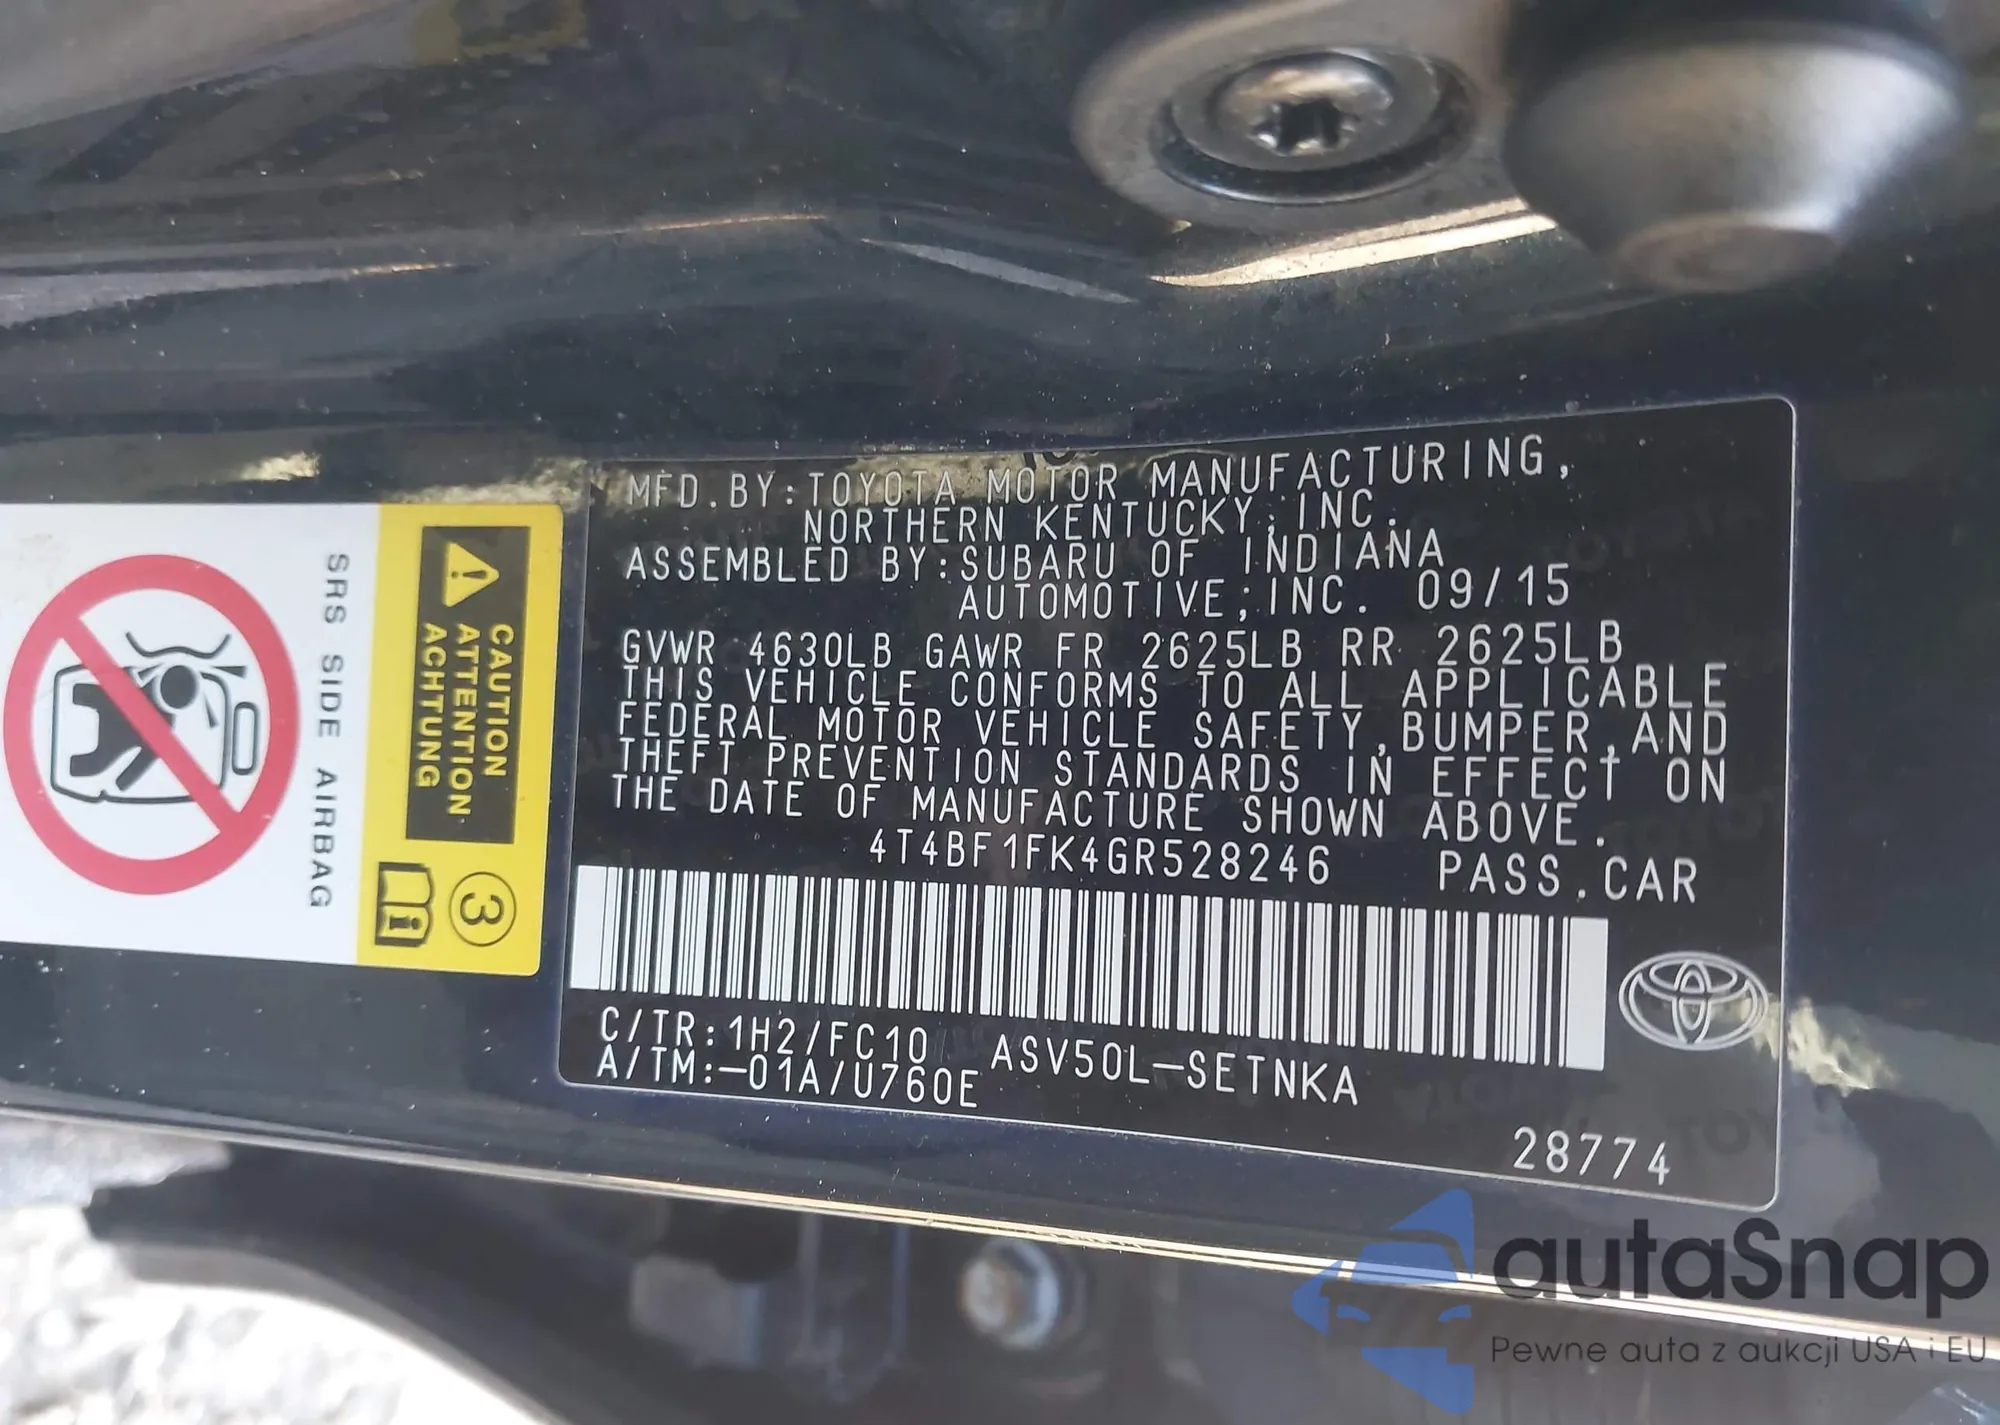 MFD.BY:TOYOTA MOTOR MANUFACTURING,
NORTHERN KENTUCKY, INC.
ASSEMBLED BY:SUBARU OF INDIANA
AUTOMOTIVE, INC. 09/15
GVWR 4630LB GAWR FR 2625LB RR 2625LB
THIS VEHICLE CONFORMS TO ALL APPLICABLE
FEDERAL MOTOR VEHICLE SAFETY,BUMPER,AND
THEFT PREVENTION STANDARDS IN EFFECT ON
THE DATE OF MANUFACTURE SHOWN ABOVE.
4T4BF1FK4GR528246 PASS.CAR
C/TR:1H2/FC10 ASV50L-SETNKA
A/TM:-01A/U760E
28774
CAUTION
ATTENTION
ACHTUNG
3
i
SRS SIDE AIRBAG
autaSnap
Pewne auta z aukcji USA i EU